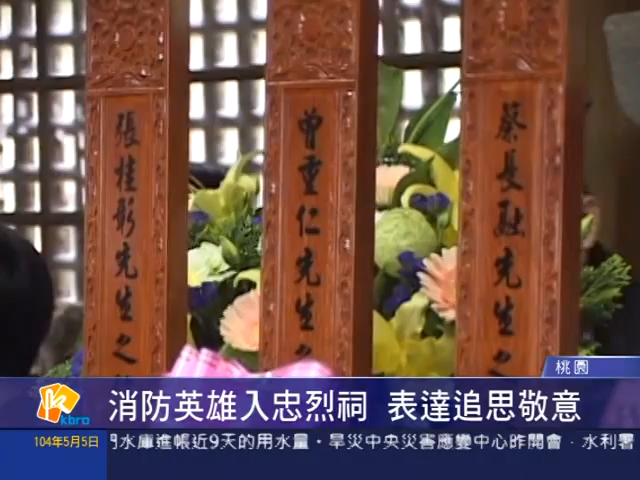 張桂彰先生之
曾重仁先生之
蔡長融先生之
桃園
消防英雄入忠烈祠 表達追思敬意
kbro
104年5月5日
水庫進帳近9天的用水量。旱災中央災害應變中心昨開會，水利署